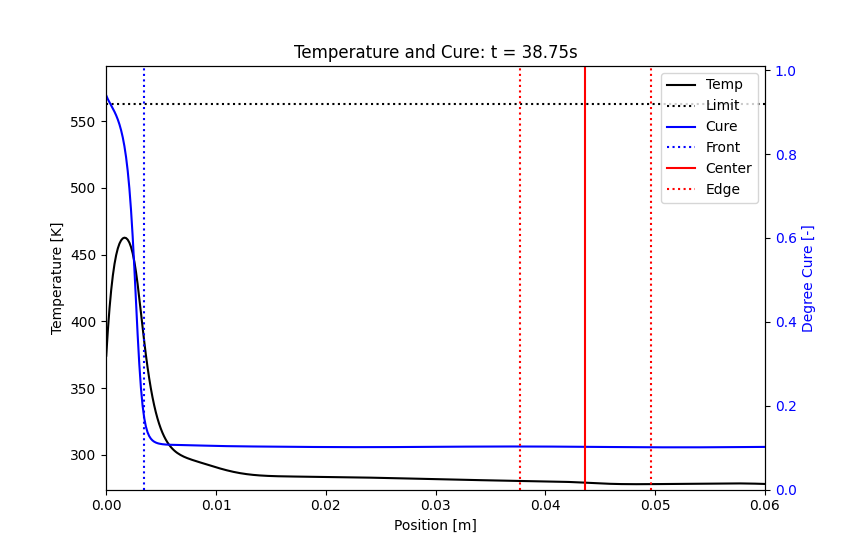 Temperature and Cure: t = 38.75s
Temp
Limit
Cure
Front
Center
Edge
Temperature [K]
550
500
450
400
350
300
Degree Cure [-]
1.0
0.8
0.6
0.4
0.2
0.0
0.00 0.01 0.02 0.03 0.04 0.05 0.06
Position [m]